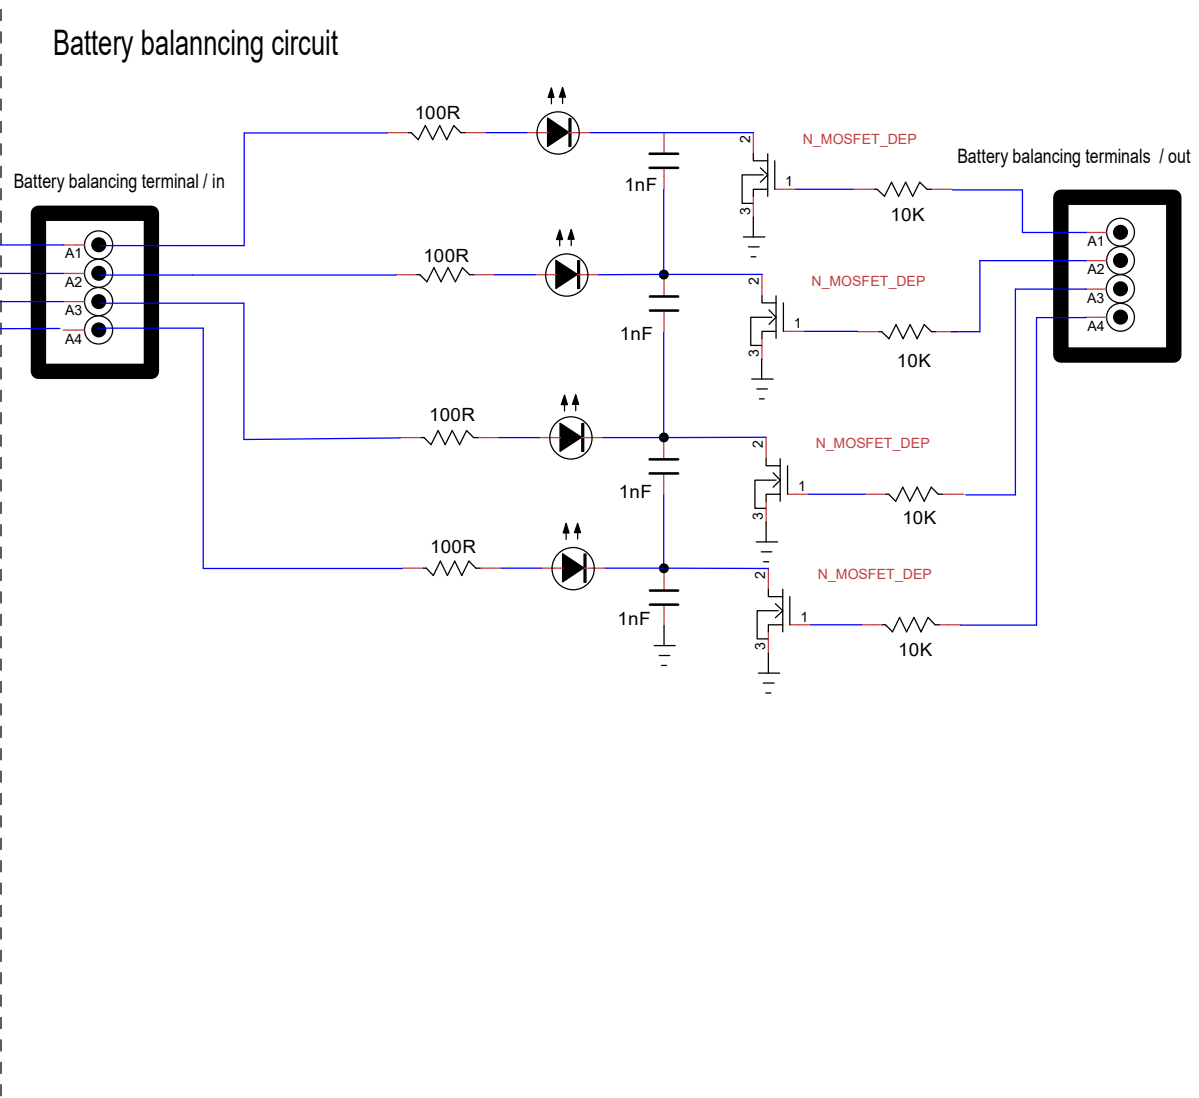 Battery balanncing circuit
100R
N_MOSFET_DEP
2
1
3
1nF
10K
Battery balancing terminal / in
Battery balancing terminals / out
A1
A2
A3
A4
A1
A2
A3
A4
100R
N_MOSFET_DEP
2
1
3
1nF
10K
100R
N_MOSFET_DEP
2
1
3
1nF
10K
100R
N_MOSFET_DEP
2
1
3
1nF
10K